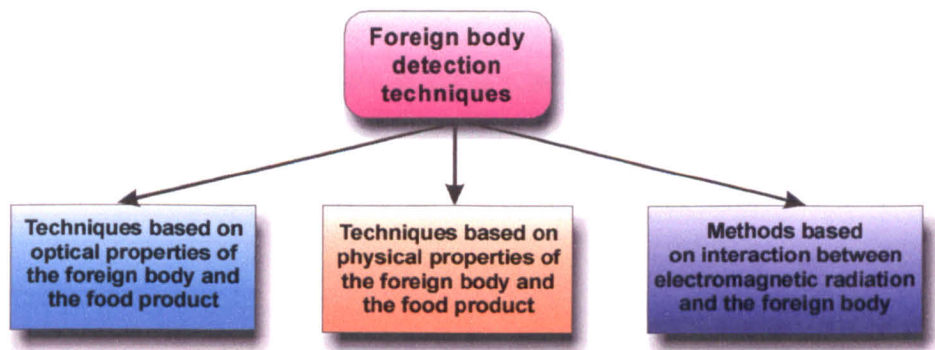 Foreign body
detection
techniques
Techniques based on
optical properties of
the foreign body and
the food product
Techniques based on
physical properties of
the foreign body and
the food product
Methods based
on interaction between
electromagnetic radiation
and the foreign body